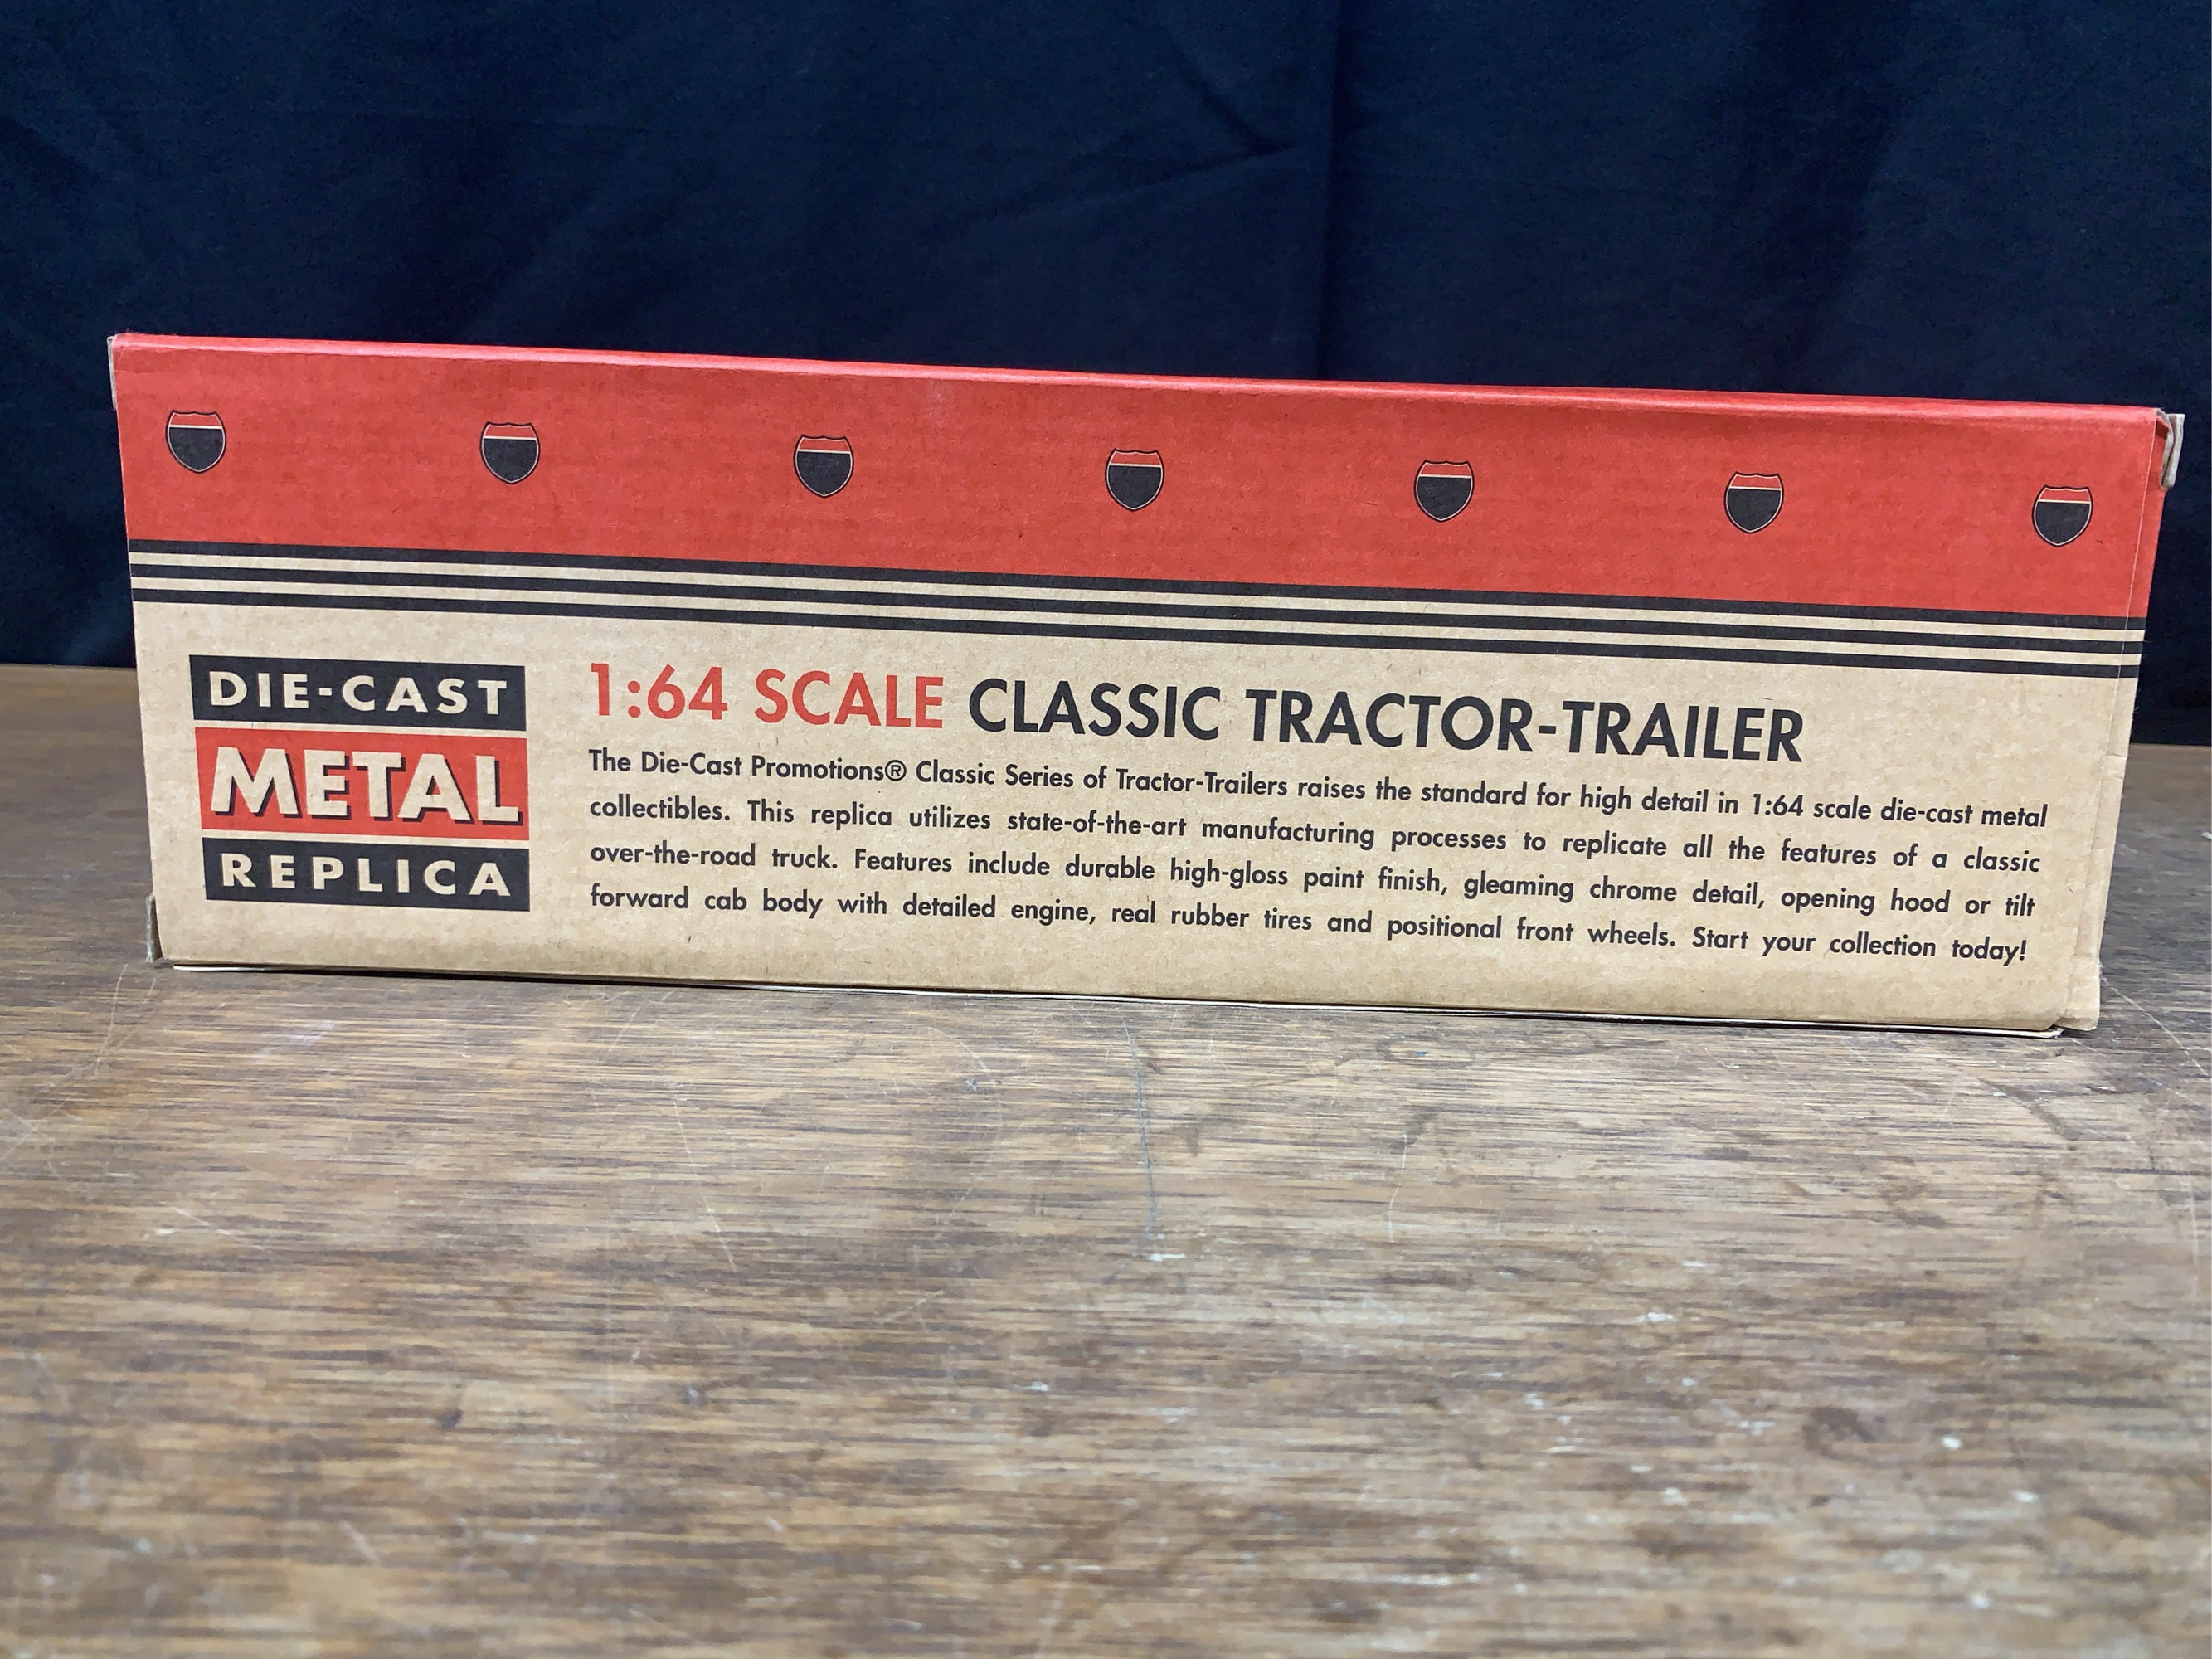 DIE-CAST
METAL
REPLICA
1:64 SCALE CLASSIC TRACTOR-TRAILER
The Die-Cast Promotions® Classic Series of Tractor-Trailers raises the standard for high detail in 1:64 scale die-cast metal
collectibles. This replica utilizes state-of-the-art manufacturing processes to replicate all the features of a classic
over-the-road truck. Features include durable high-gloss paint finish, gleaming chrome detail, opening hood or tilt
forward cab body with detailed engine, real rubber tires and positional front wheels. Start your collection today!